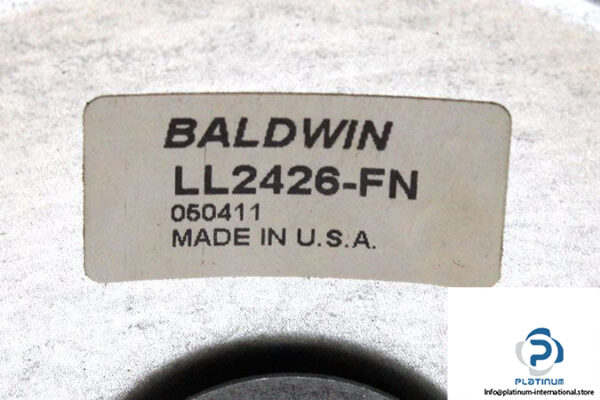 BALDWIN
LL2426-FN
050411
MADE IN U.S.A.
PLATINUM
Info@platinum-international.store